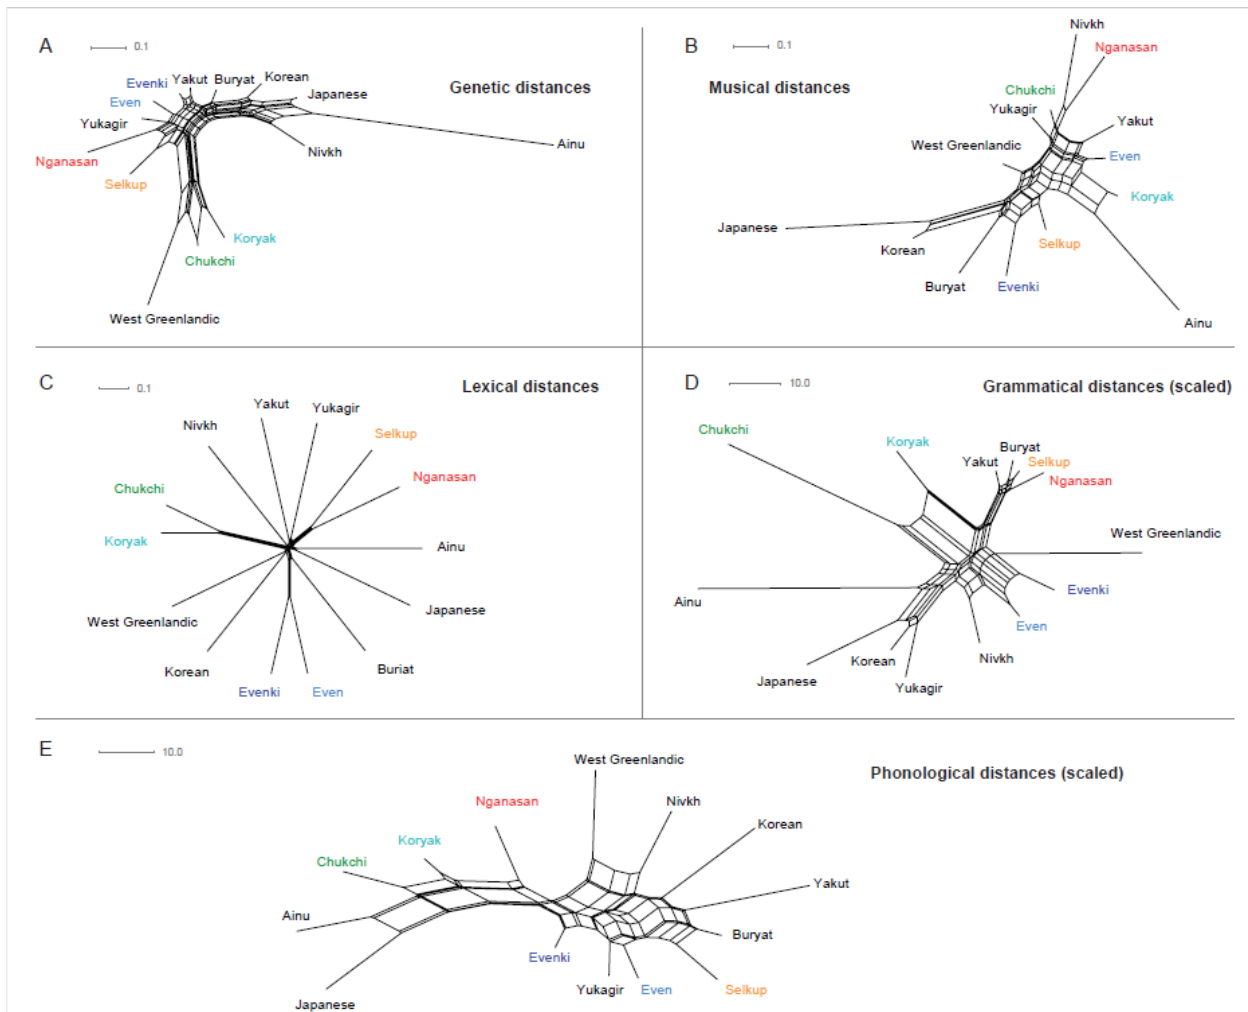 A
0.1
Genetic distances
Evenki
Yakut
Buryat
Korean
Even
Japanese
Yukagir
Nganasan
Nivkh
Ainu
Selkup
Koryak
Chukchi
West Greenlandic
B
0.1
Musical distances
Nivkh
Nganasan
Chukchi
Yukagir
Yakut
West Greenlandic
Even
Koryak
Japanese
Korean
Selkup
Buryat
Evenki
Ainu
C
0.1
Lexical distances
Yakut
Yukagir
Nivkh
Selkup
Nganasan
Chukchi
Koryak
Ainu
West Greenlandic
Japanese
Korean
Buriat
Evenki
Even
D
10.0
Grammatical distances (scaled)
Chukchi
Koryak
Buryat
Yakut
Selkup
Nganasan
West Greenlandic
Evenki
Ainu
Even
Korean
Nivkh
Japanese
Yukagir
E
10.0
Phonological distances (scaled)
West Greenlandic
Nganasan
Nivkh
Korean
Koryak
Chukchi
Yakut
Ainu
Buryat
Evenki
Yukagir
Even
Selkup
Japanese